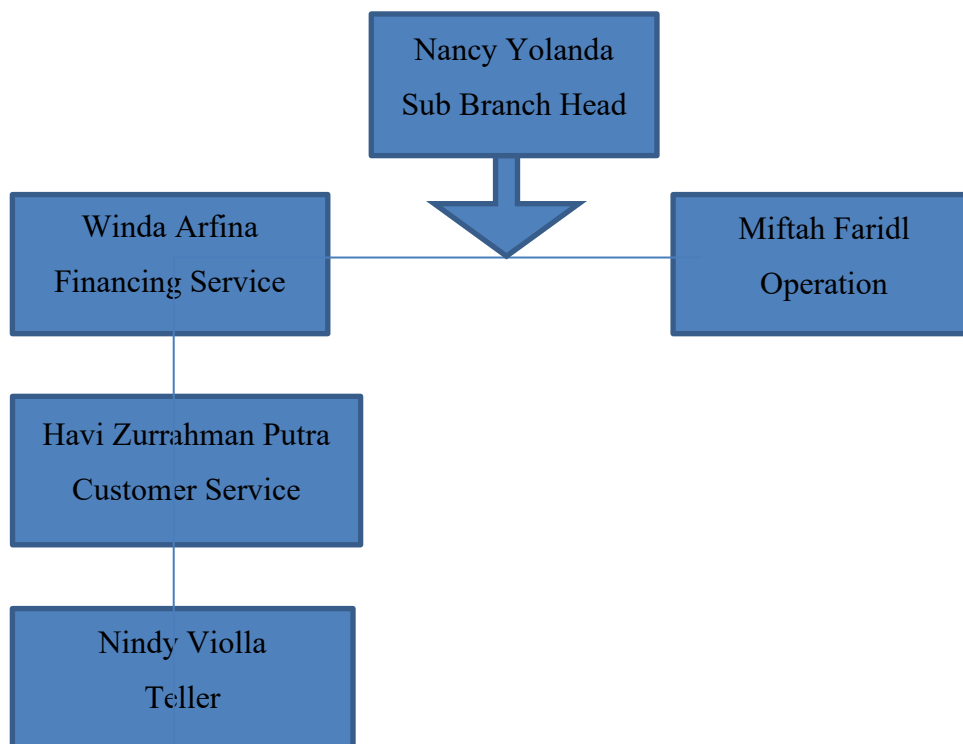 Nancy Yolanda
Sub Branch Head
Winda Arfina
Financing Service
Miftah Faridl
Operation
Havi Zurrahman Putra
Customer Service
Nindy Violla
Teller